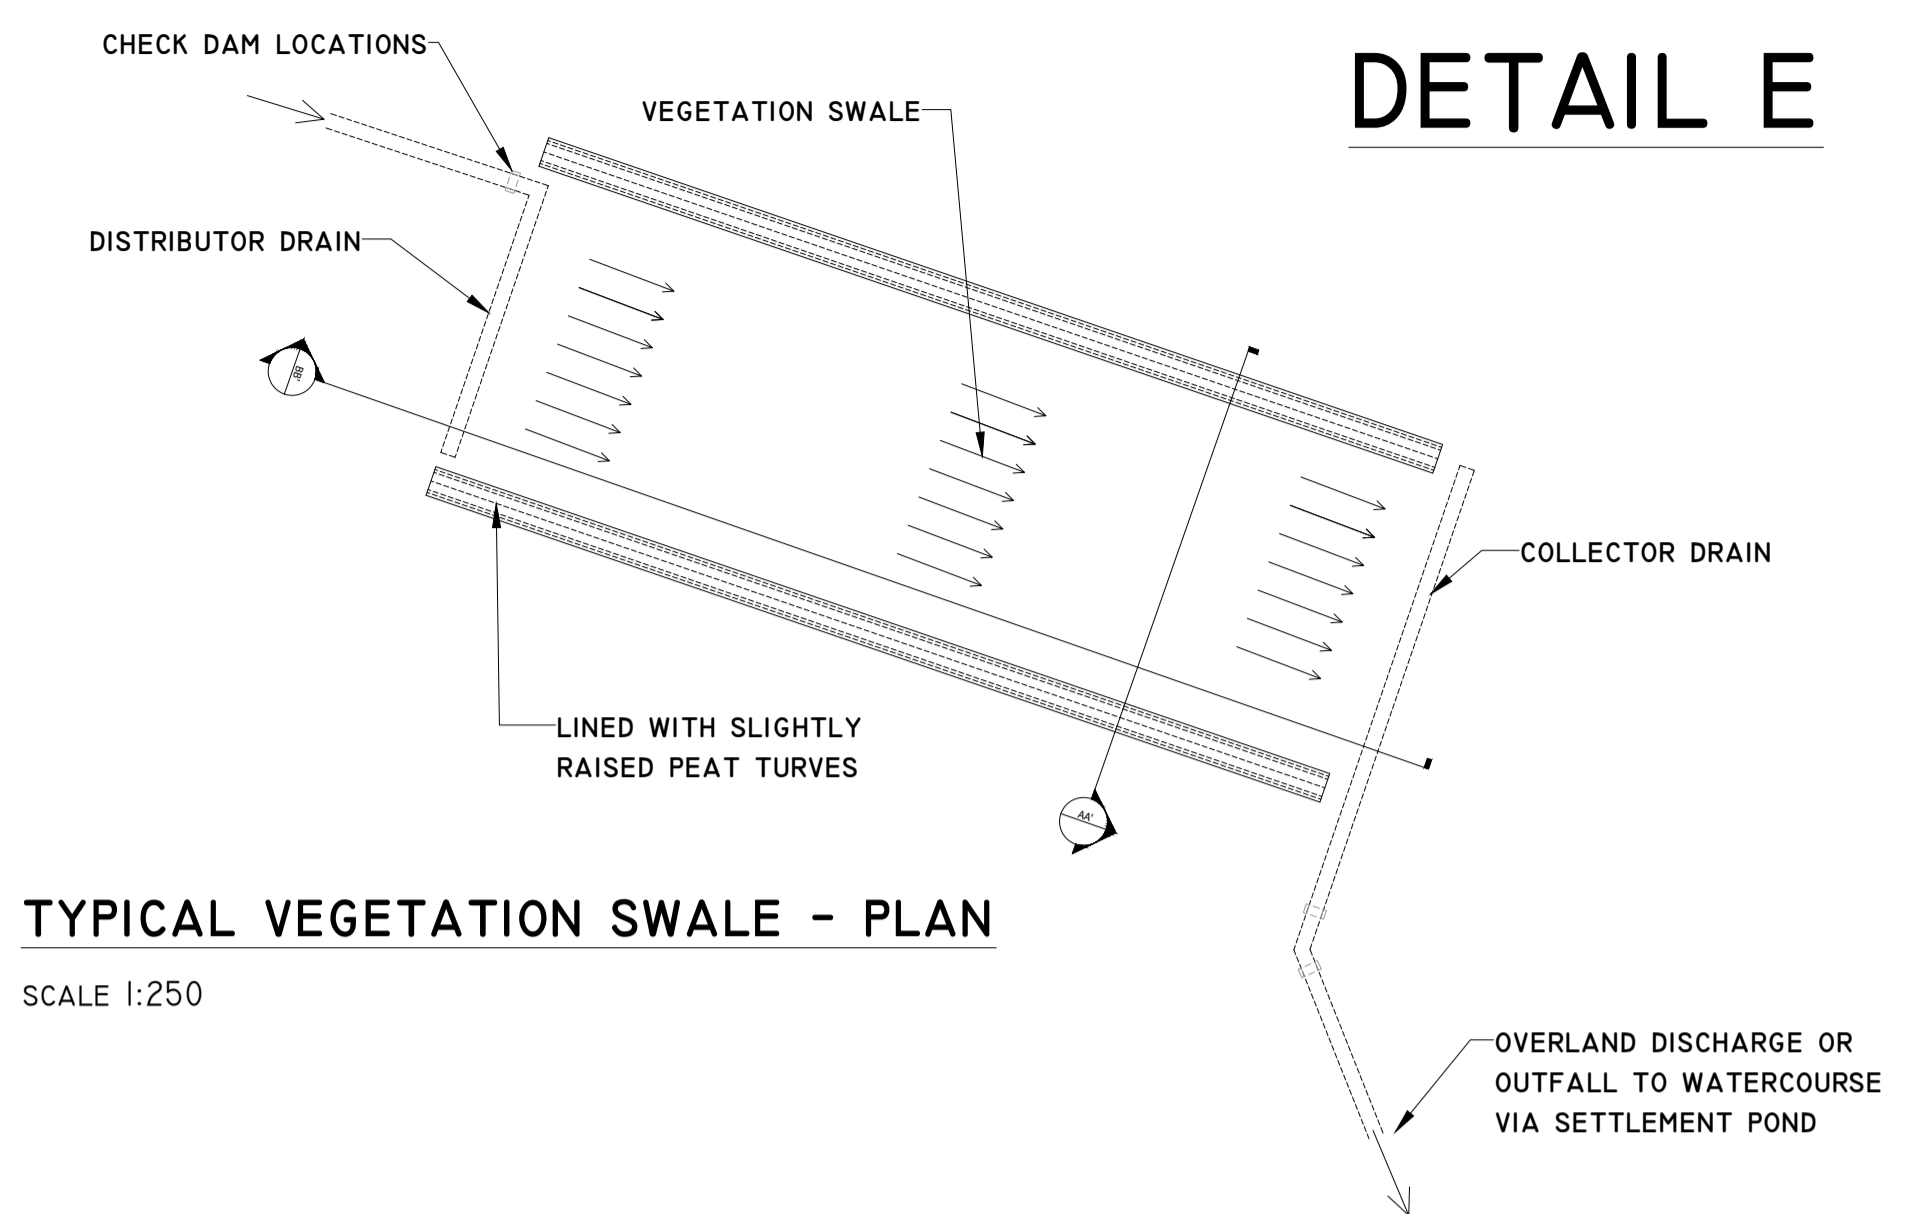 CHECK DAM LOCATIONS
DETAIL E
VEGETATION SWALE
DISTRIBUTOR DRAIN
BB'
COLLECTOR DRAIN
LINED WITH SLIGHTLY
RAISED PEAT TURVES
AA'
TYPICAL VEGETATION SWALE - PLAN
SCALE 1:250
OVERLAND DISCHARGE OR
OUTFALL TO WATERCOURSE
VIA SETTLEMENT POND